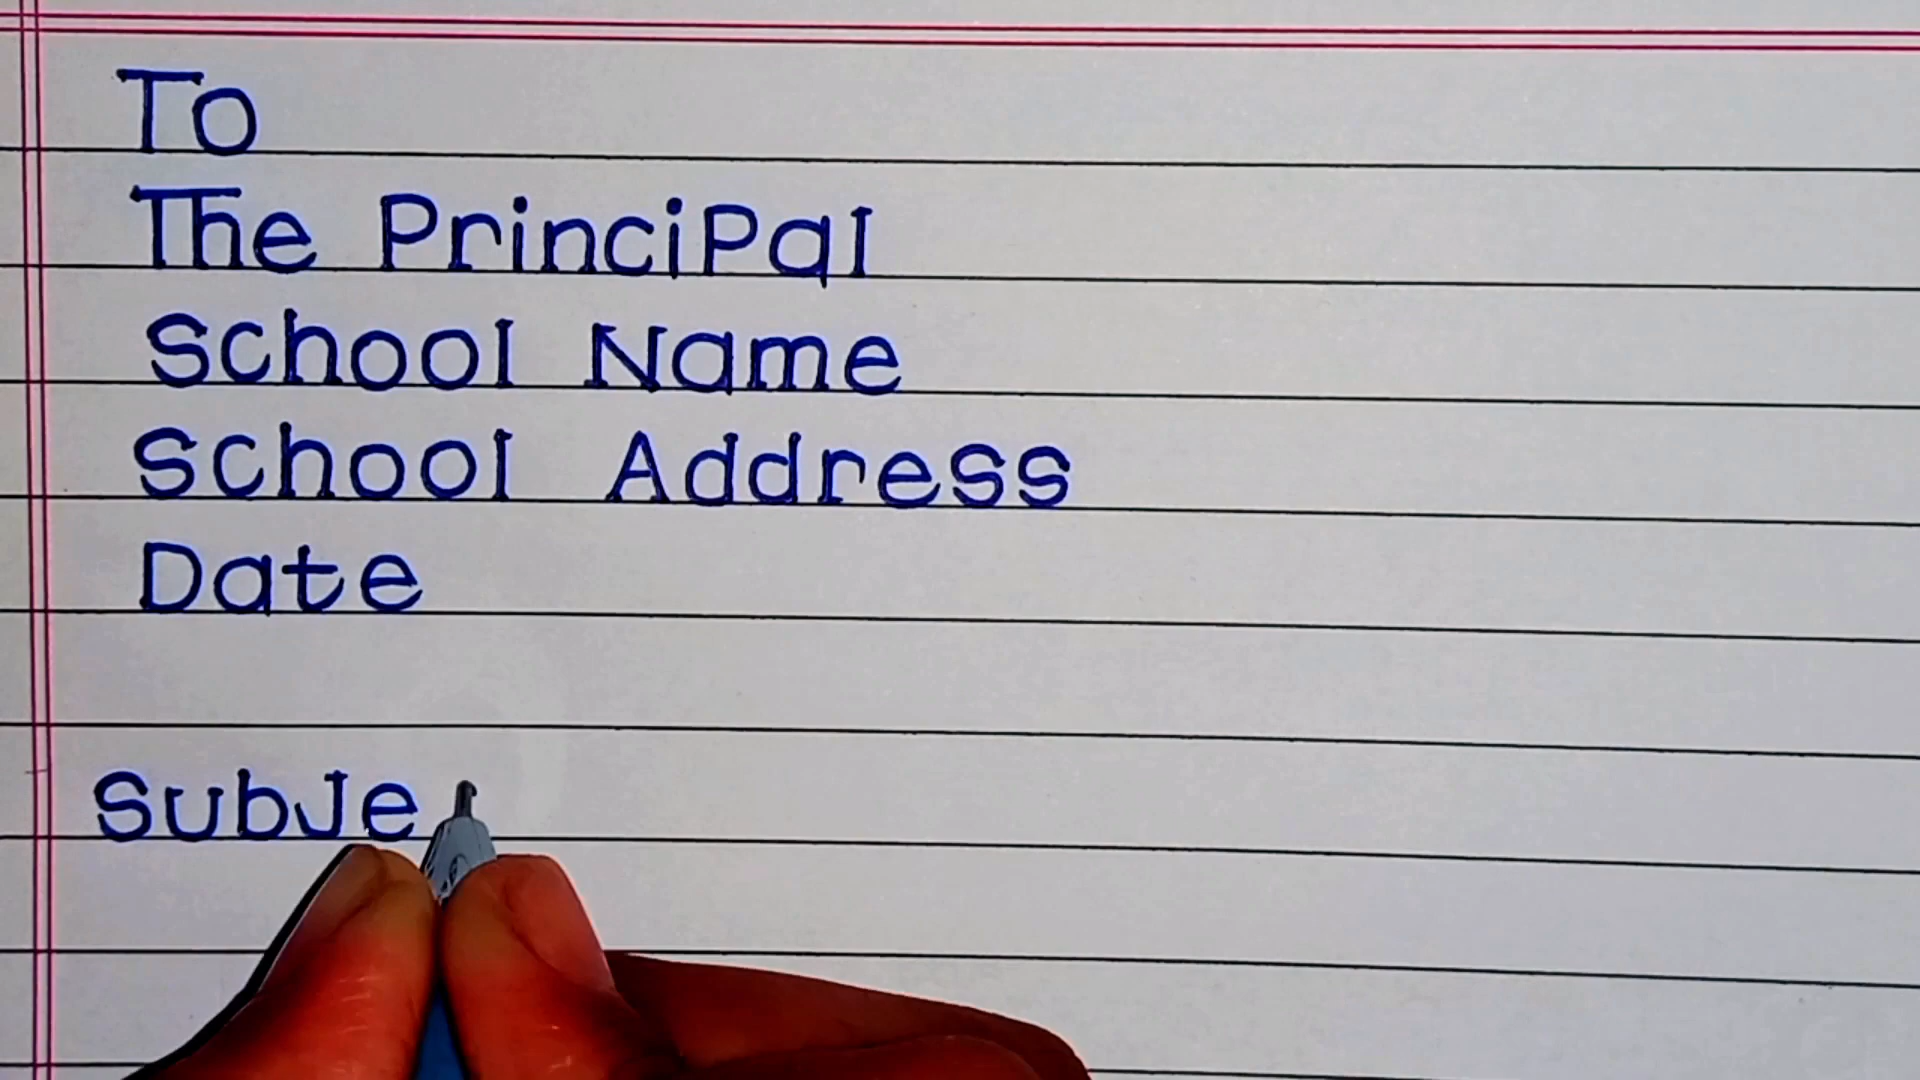 To
The PrinciPal
School Name
School Address
Date
SubJe